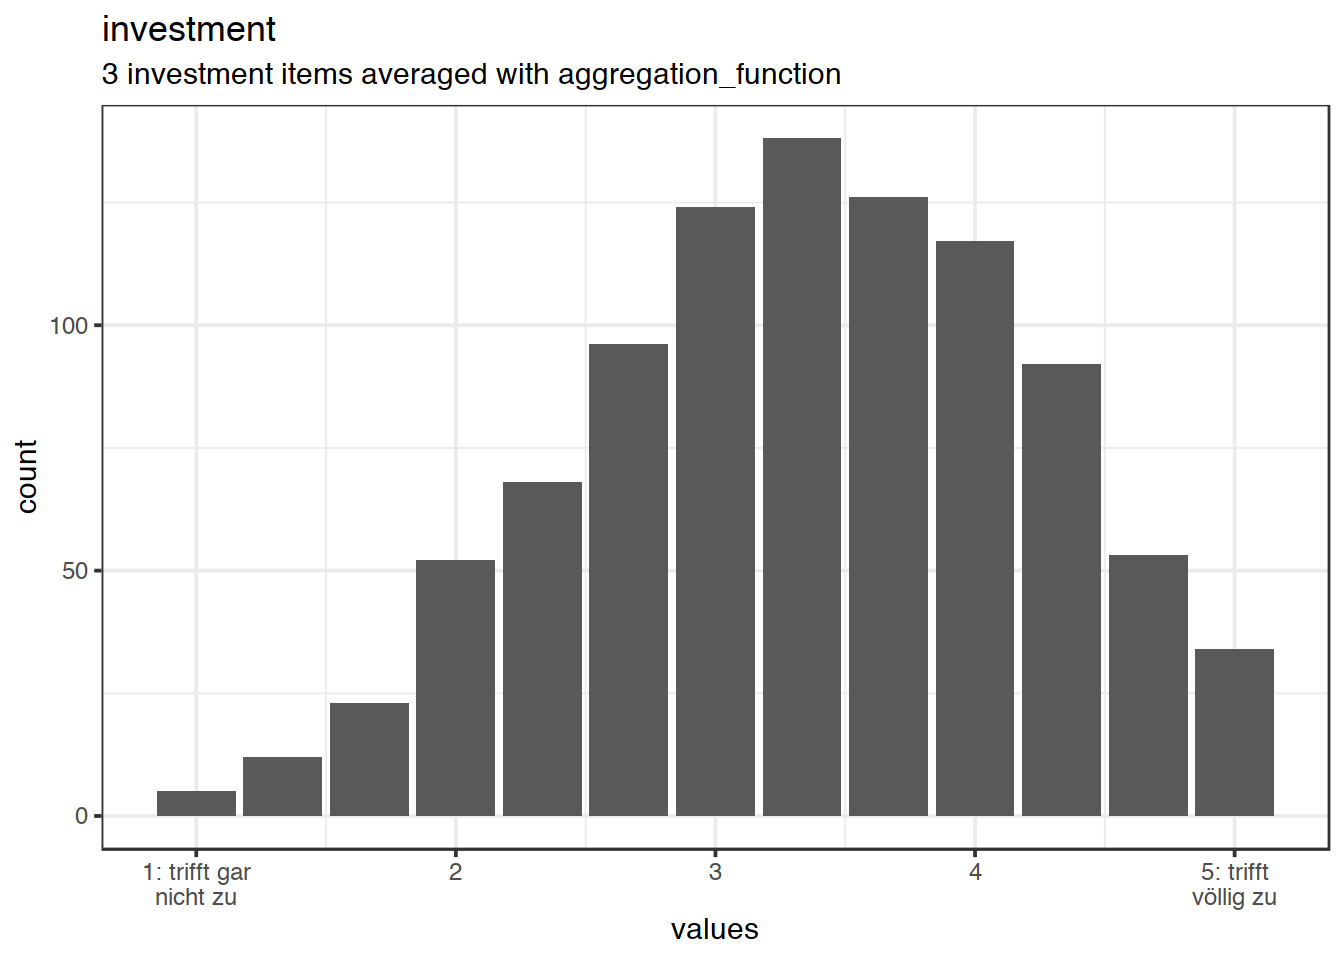 investment
3 investment items averaged with aggregation_function
count
100
50
0
1: trifft gar
nicht zu
2
3
4
5: trifft
völlig zu
values